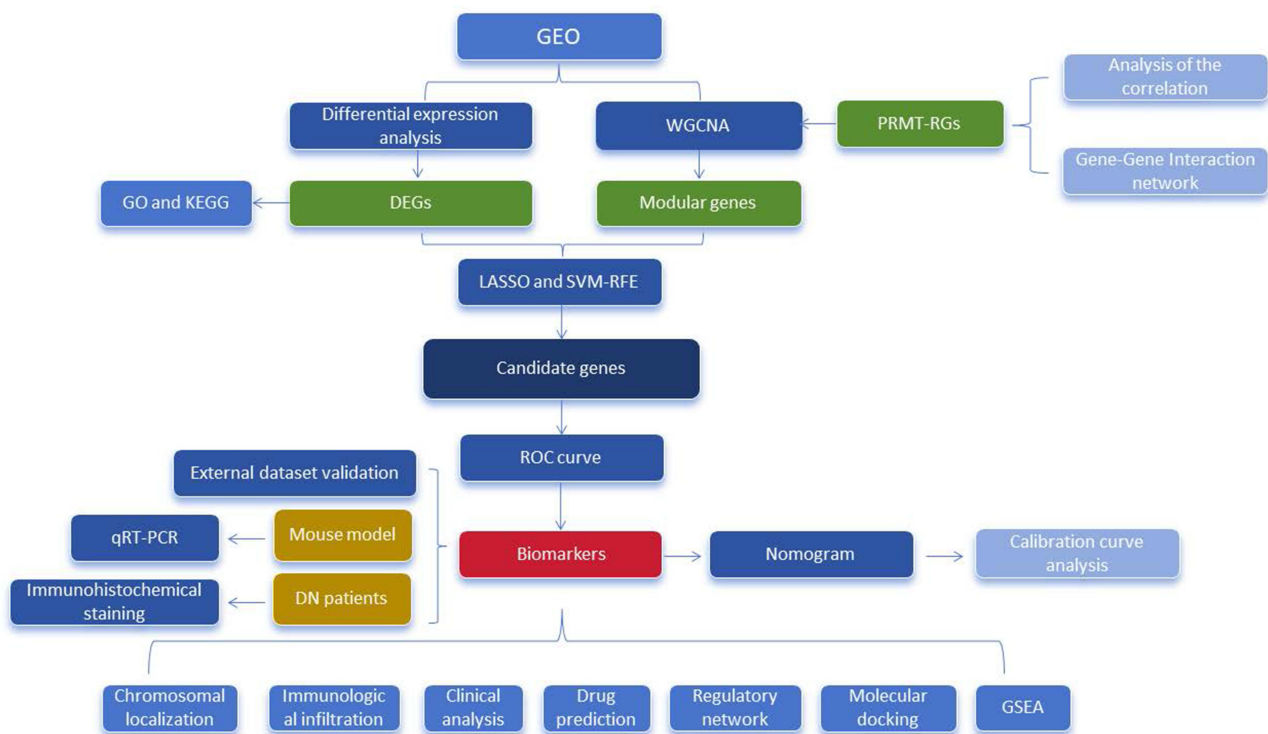 GEO
Analysis of the
correlation
Differential expression
analysis
WGCNA
PRMT-RGs
Gene-Gene Interaction
network
GO and KEGG
DEGs
Modular genes
LASSO and SVM-RFE
Candidate genes
ROC curve
External dataset validation
qRT-PCR
Mouse model
Biomarkers
Nomogram
Calibration curve
analysis
Immunohistochemical
staining
DN patients
Chromosomal
localization
Immunologic
al infiltration
Clinical
analysis
Drug
prediction
Regulatory
network
Molecular
docking
GSEA